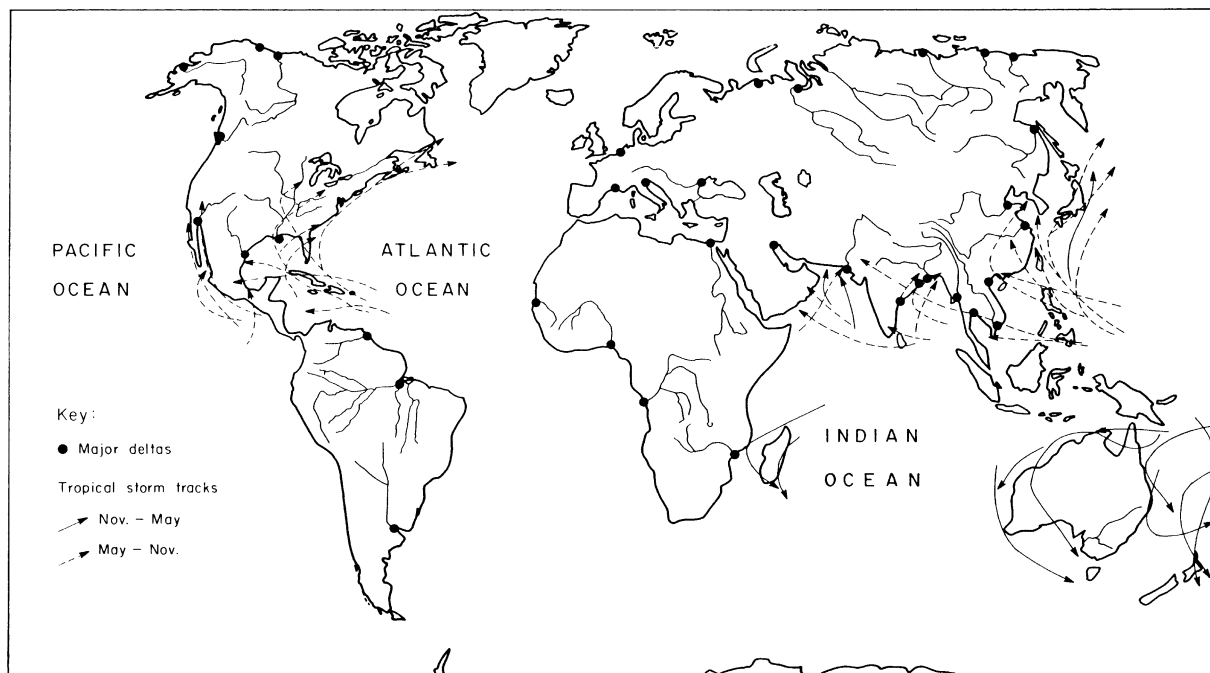 PACIFIC
OCEAN
ATLANTIC
OCEAN
INDIAN
OCEAN
Key:
Major deltas
Tropical storm tracks
Nov. – May
May – Nov.